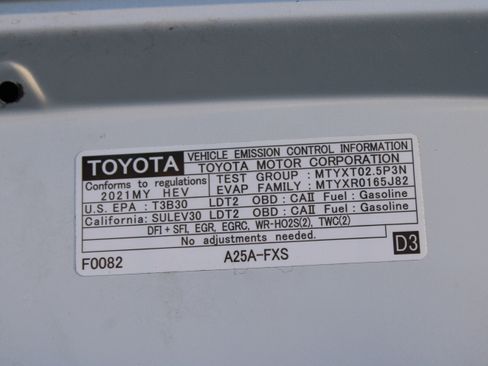 TOYOTA VEHICLE EMISSION CONTROL INFORMATION
TOYOTA MOTOR CORPORATION
Conforms to regulations TEST GROUP : MTYXT02.5P3N
2021MY HEV EVAP FAMILY : MTYXR0165J82
U.S. EPA : T3B30 LDT2 OBD : CAII Fuel : Gasoline
California: SULEV30 LDT2 OBD : CAII Fuel : Gasoline
DFI + SFI, EGR, EGRC, WR-HO2S(2), TWC(2)
No adjustments needed.
F0082 A25A-FXS D3